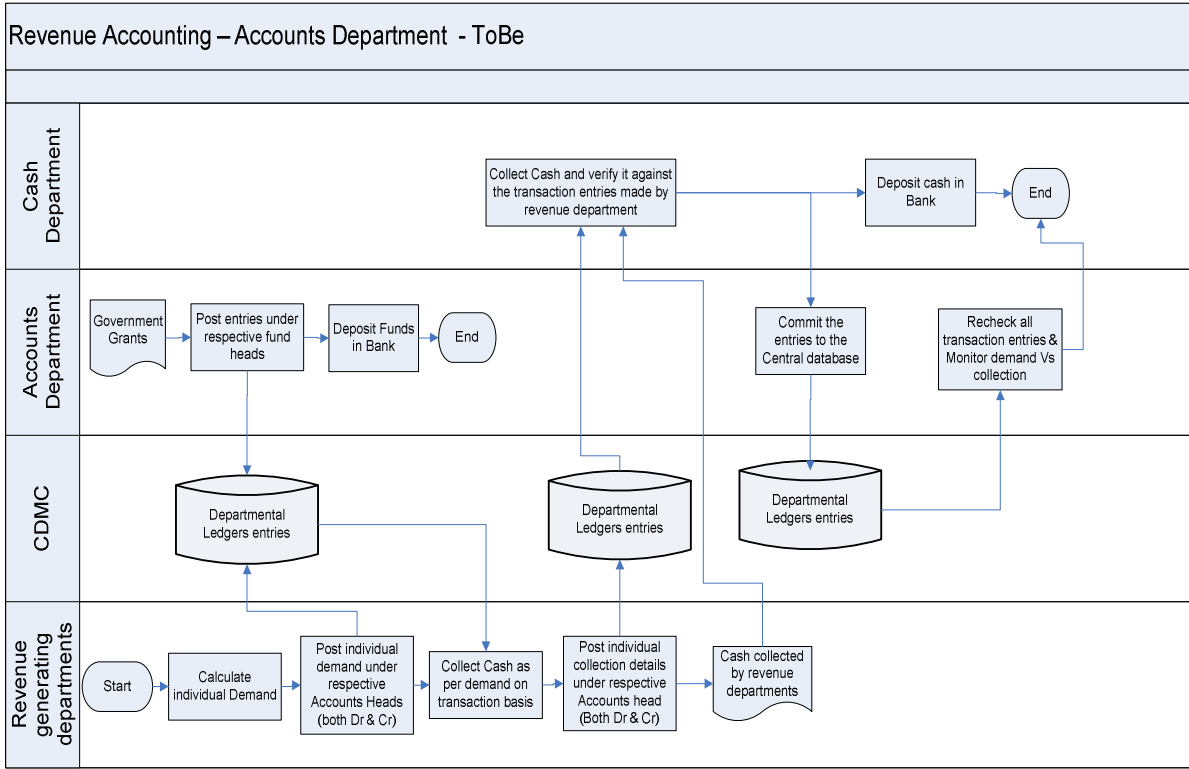 Revenue Accounting – Accounts Department - ToBe
Cash
Department
Collect Cash and verify it against
the transaction entries made by
revenue department
Deposit cash in
Bank
End
Accounts
Department
Government
Grants
Post entries under
respective fund
heads
Deposit Funds
in Bank
End
Commit the
entries to the
Central database
Recheck all
transaction entries &
Monitor demand Vs
collection
CDMC
Departmental
Ledgers entries
Departmental
Ledgers entries
Departmental
Ledgers entries
Revenue
generating
departments
Start
Calculate
individual Demand
Post individual
demand under
respective
Accounts Heads
(both Dr & Cr)
Collect Cash as
per demand on
transaction basis
Post individual
collection details
under respective
Accounts head
(Both Dr & Cr)
Cash collected
by revenue
departments